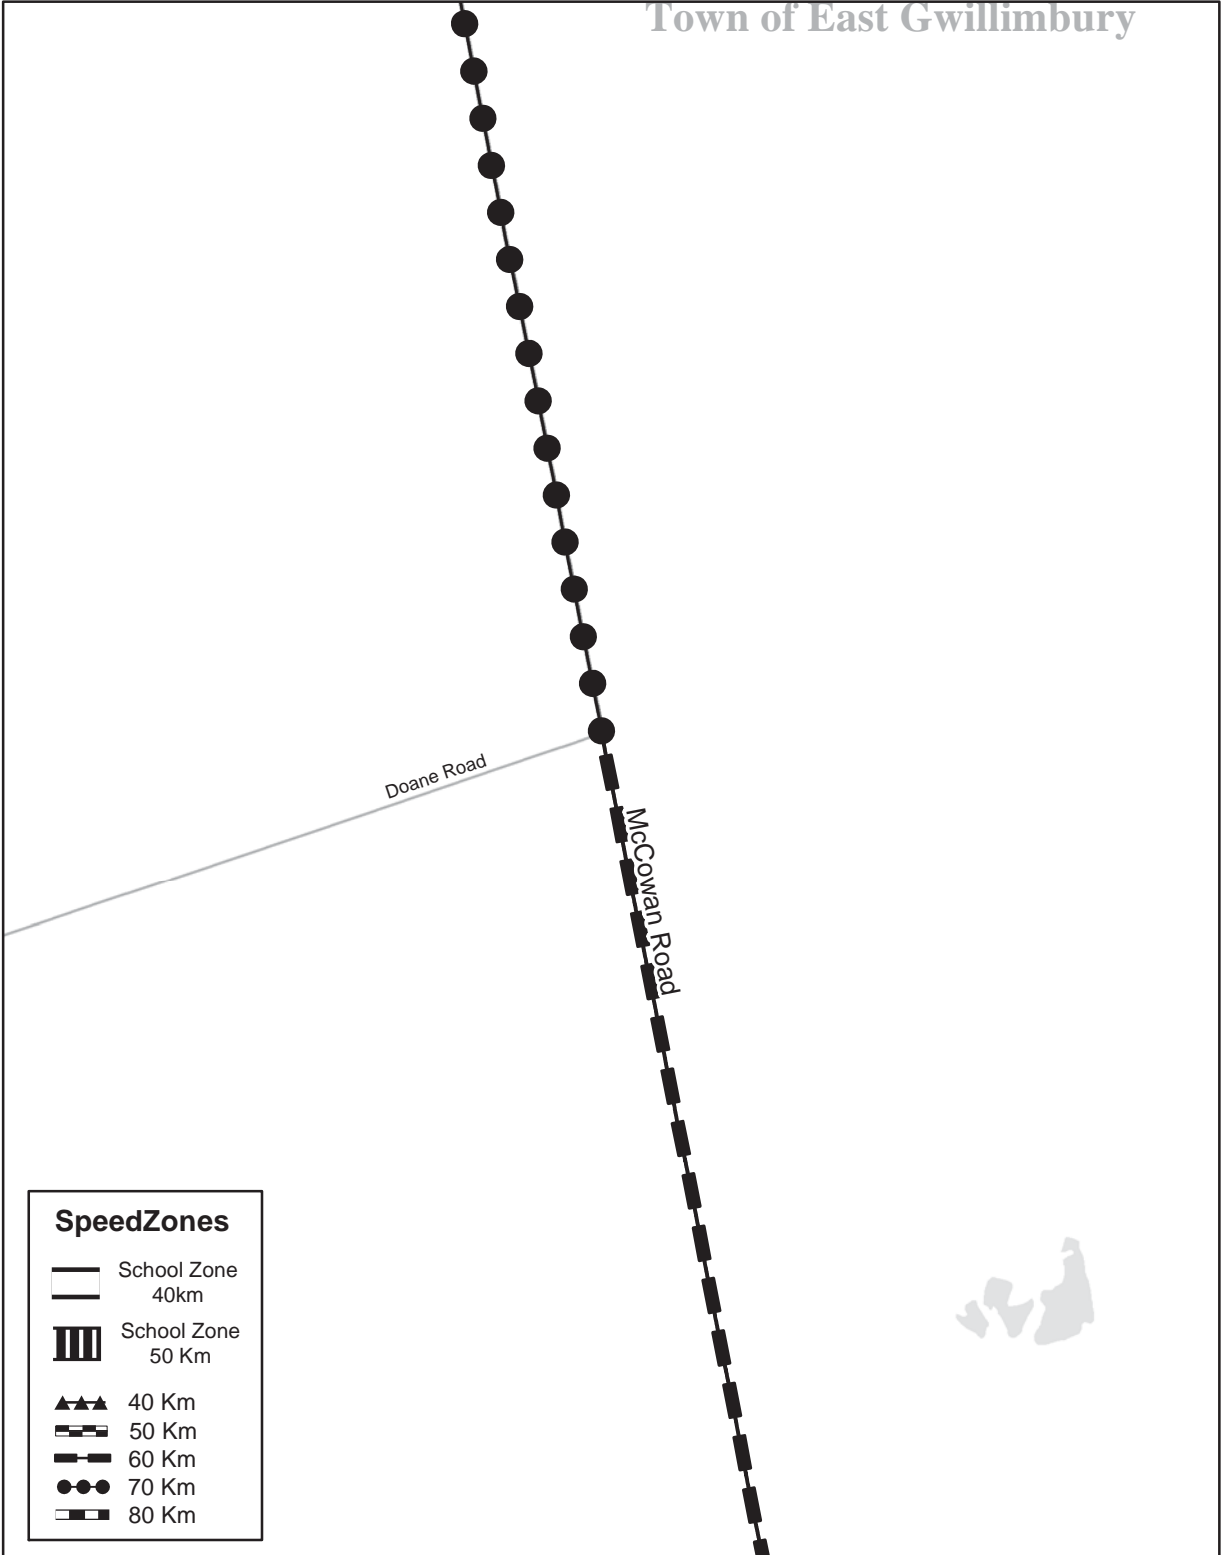 Town of East Gwillimbury
Doane Road
McCowan Road
SpeedZones
School Zone
40km
School Zone
50 Km
40 Km
50 Km
60 Km
70 Km
80 Km